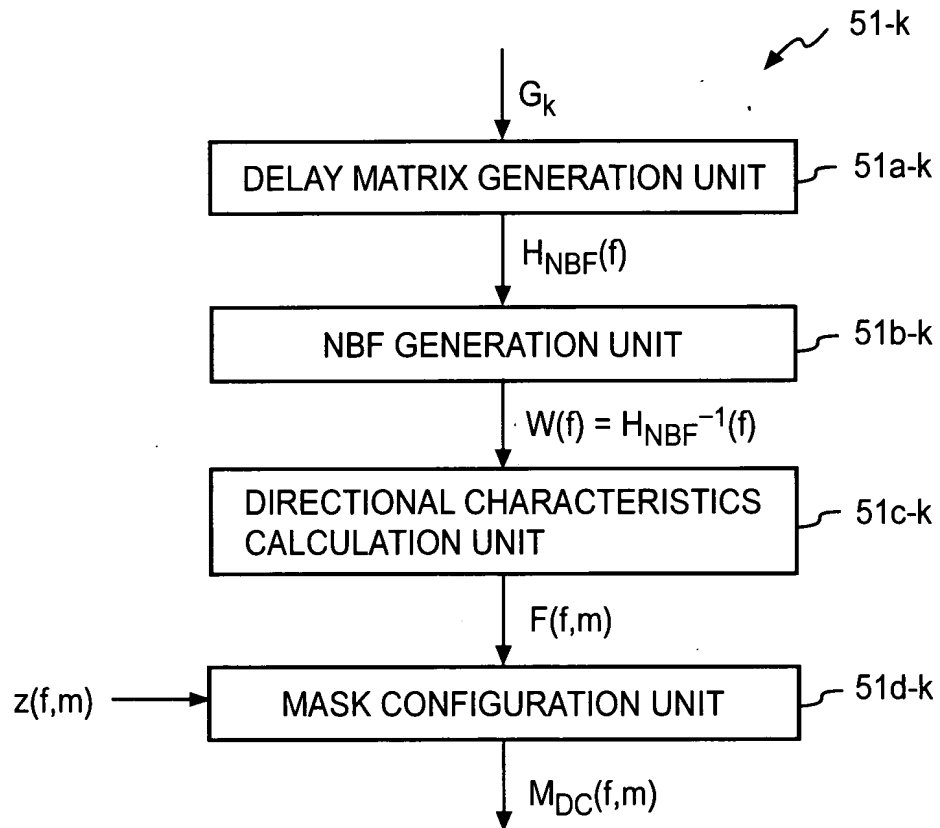 51-k
G_k
DELAY MATRIX GENERATION UNIT
51a-k
H_NBF(f)
NBF GENERATION UNIT
51b-k
W(f) = H_NBF^-1(f)
DIRECTIONAL CHARACTERISTICS
CALCULATION UNIT
51c-k
F(f,m)
z(f,m)
MASK CONFIGURATION UNIT
51d-k
M_DC(f,m)